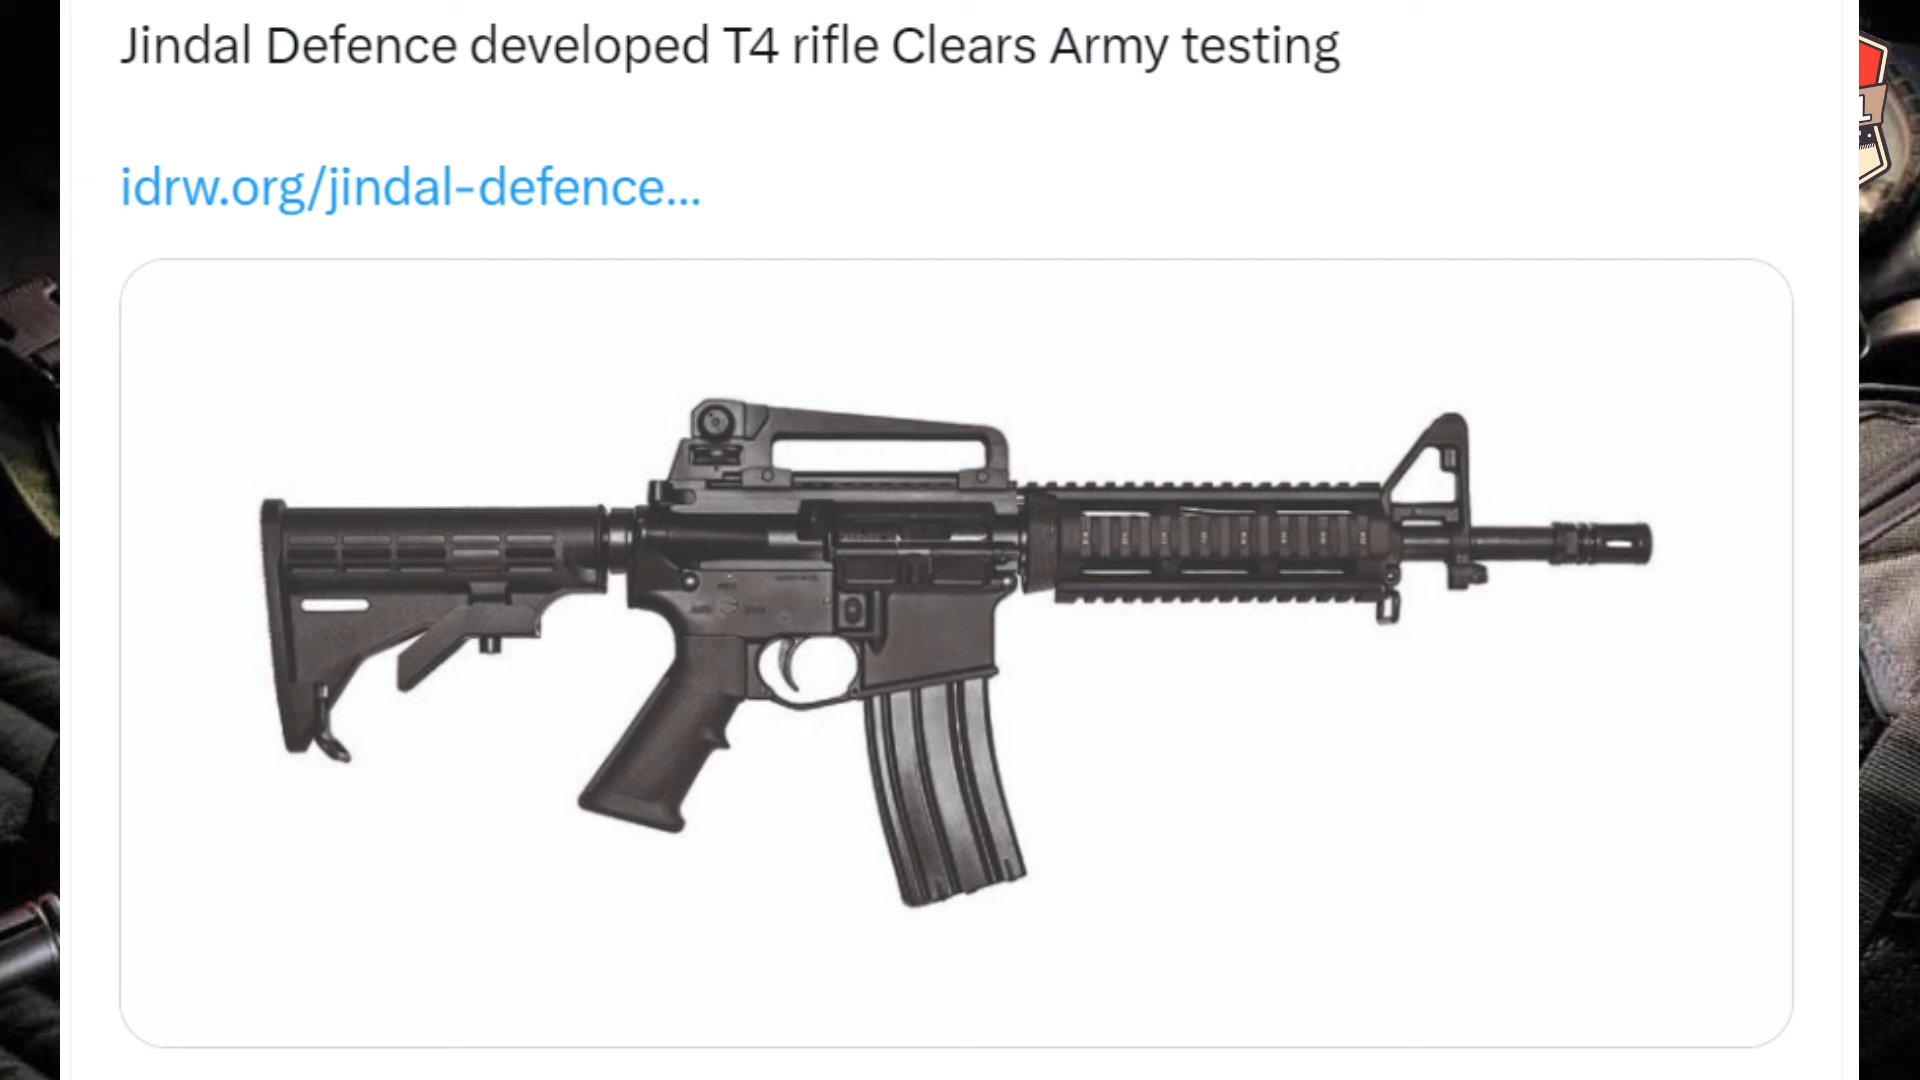 Jindal Defence developed T4 rifle Clears Army testing
idrw.org/jindal-defence...